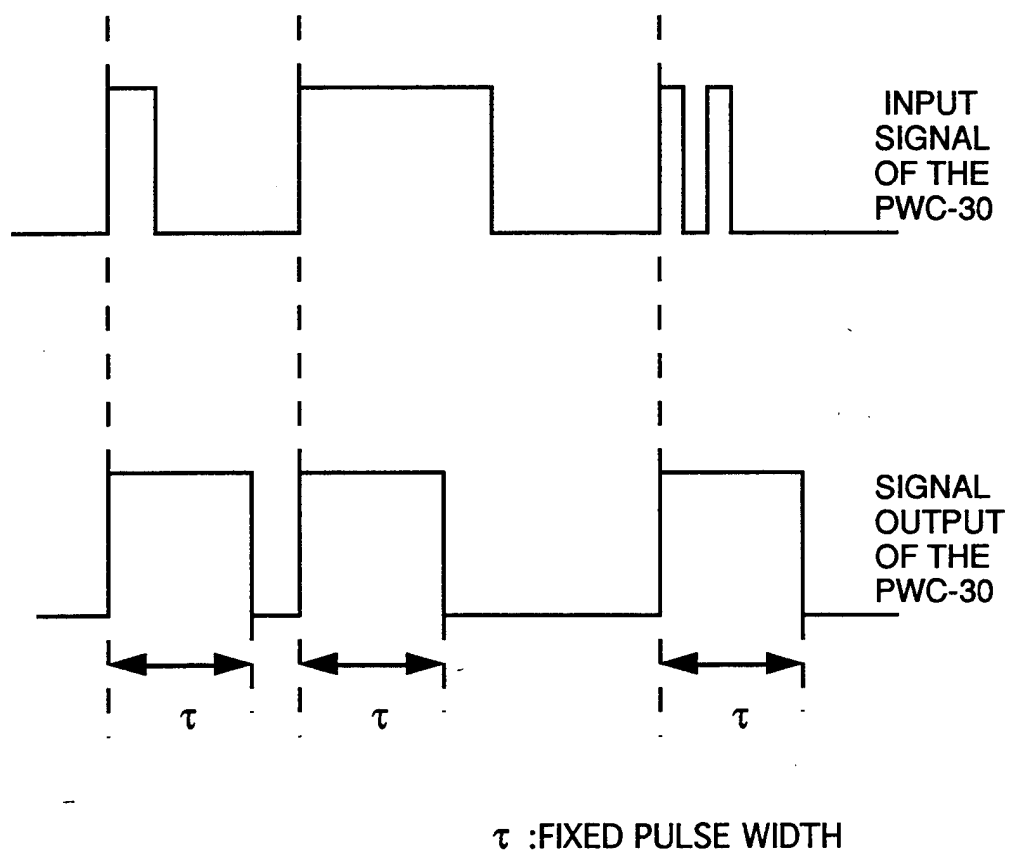 INPUT
SIGNAL
OF THE
PWC-30
SIGNAL
OUTPUT
OF THE
PWC-30
τ
τ
τ
τ :FIXED PULSE WIDTH